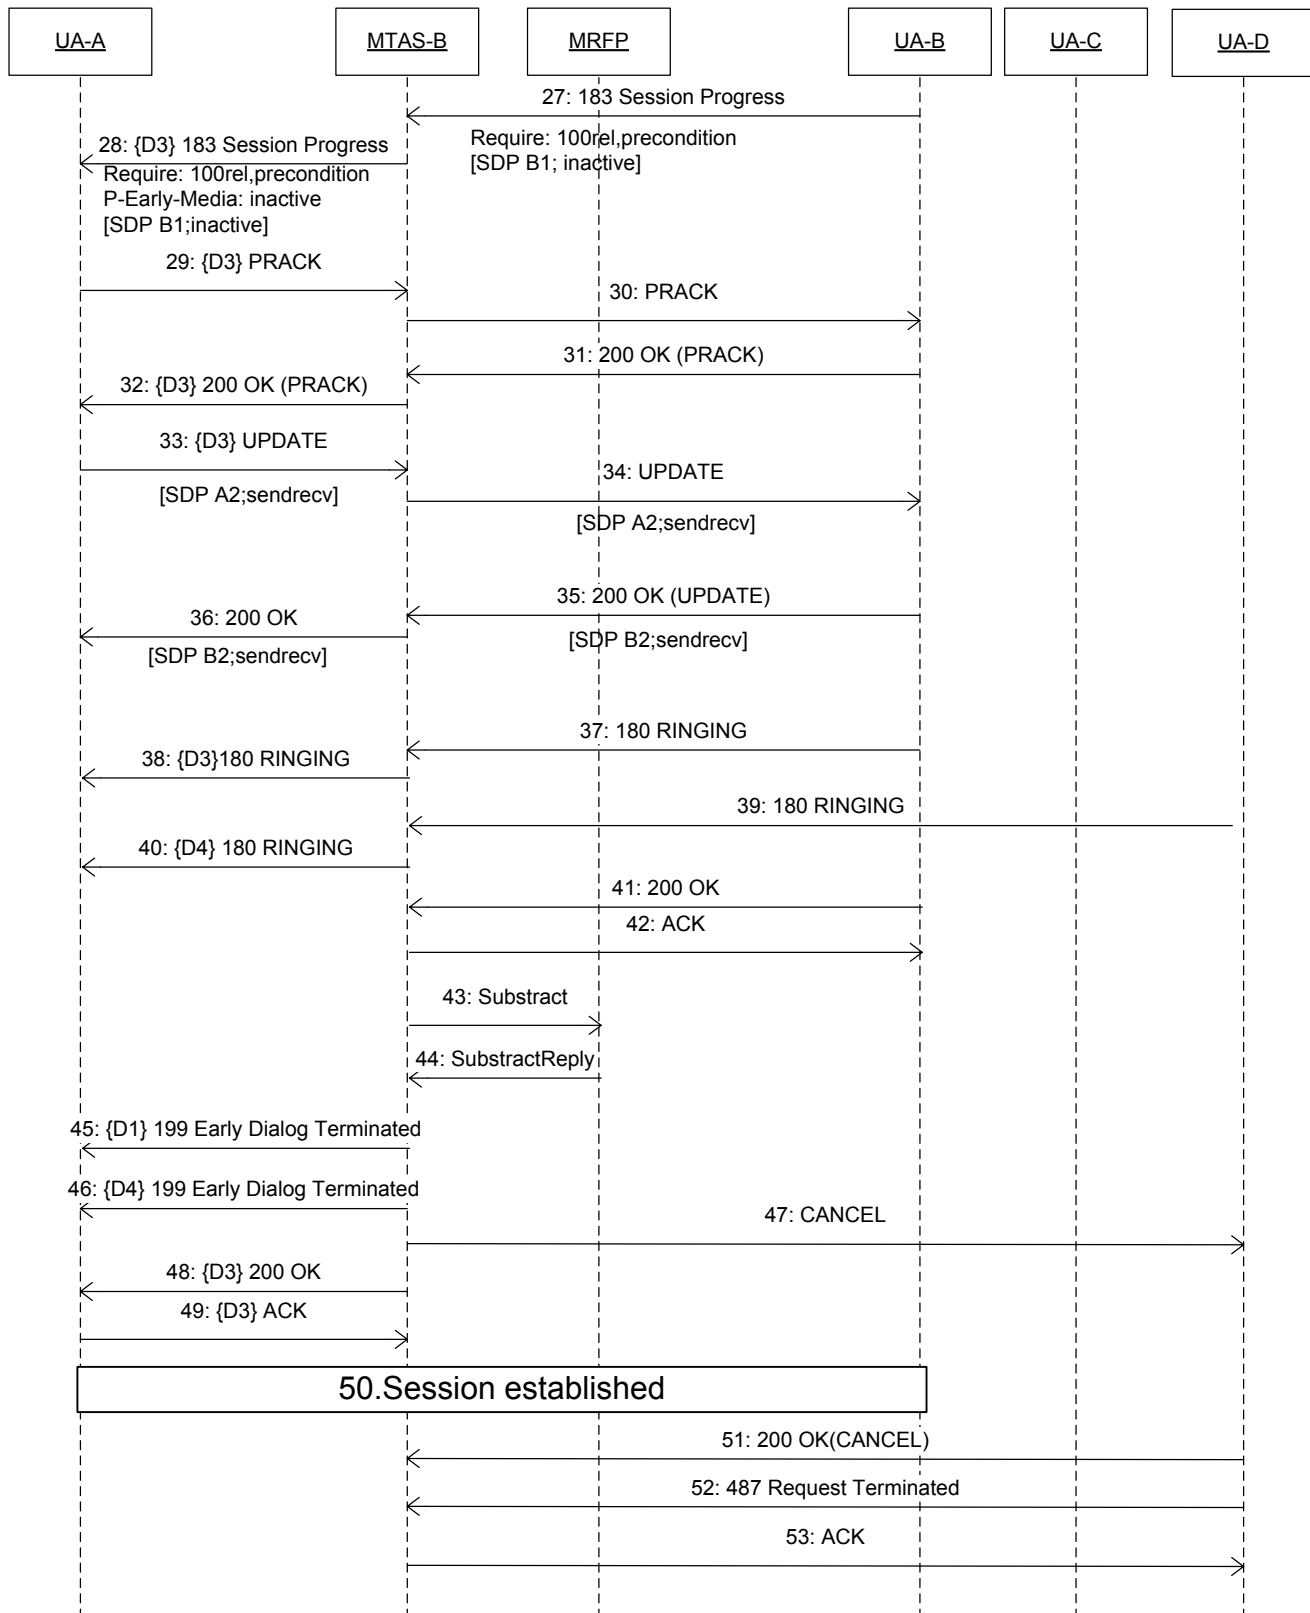 UA-A
MTAS-B
MRFP
UA-B
UA-C
UA-D
27: 183 Session Progress
Require: 100rel,precondition
[SDP B1; inactive]
28: {D3} 183 Session Progress
Require: 100rel,precondition
P-Early-Media: inactive
[SDP B1;inactive]
29: {D3} PRACK
30: PRACK
31: 200 OK (PRACK)
32: {D3} 200 OK (PRACK)
33: {D3} UPDATE
[SDP A2;sendrecv]
34: UPDATE
[SDP A2;sendrecv]
35: 200 OK (UPDATE)
[SDP B2;sendrecv]
36: 200 OK
[SDP B2;sendrecv]
37: 180 RINGING
38: {D3}180 RINGING
39: 180 RINGING
40: {D4} 180 RINGING
41: 200 OK
42: ACK
43: Substract
44: SubstractReply
45: {D1} 199 Early Dialog Terminated
46: {D4} 199 Early Dialog Terminated
47: CANCEL
48: {D3} 200 OK
49: {D3} ACK
50.Session established
51: 200 OK(CANCEL)
52: 487 Request Terminated
53: ACK